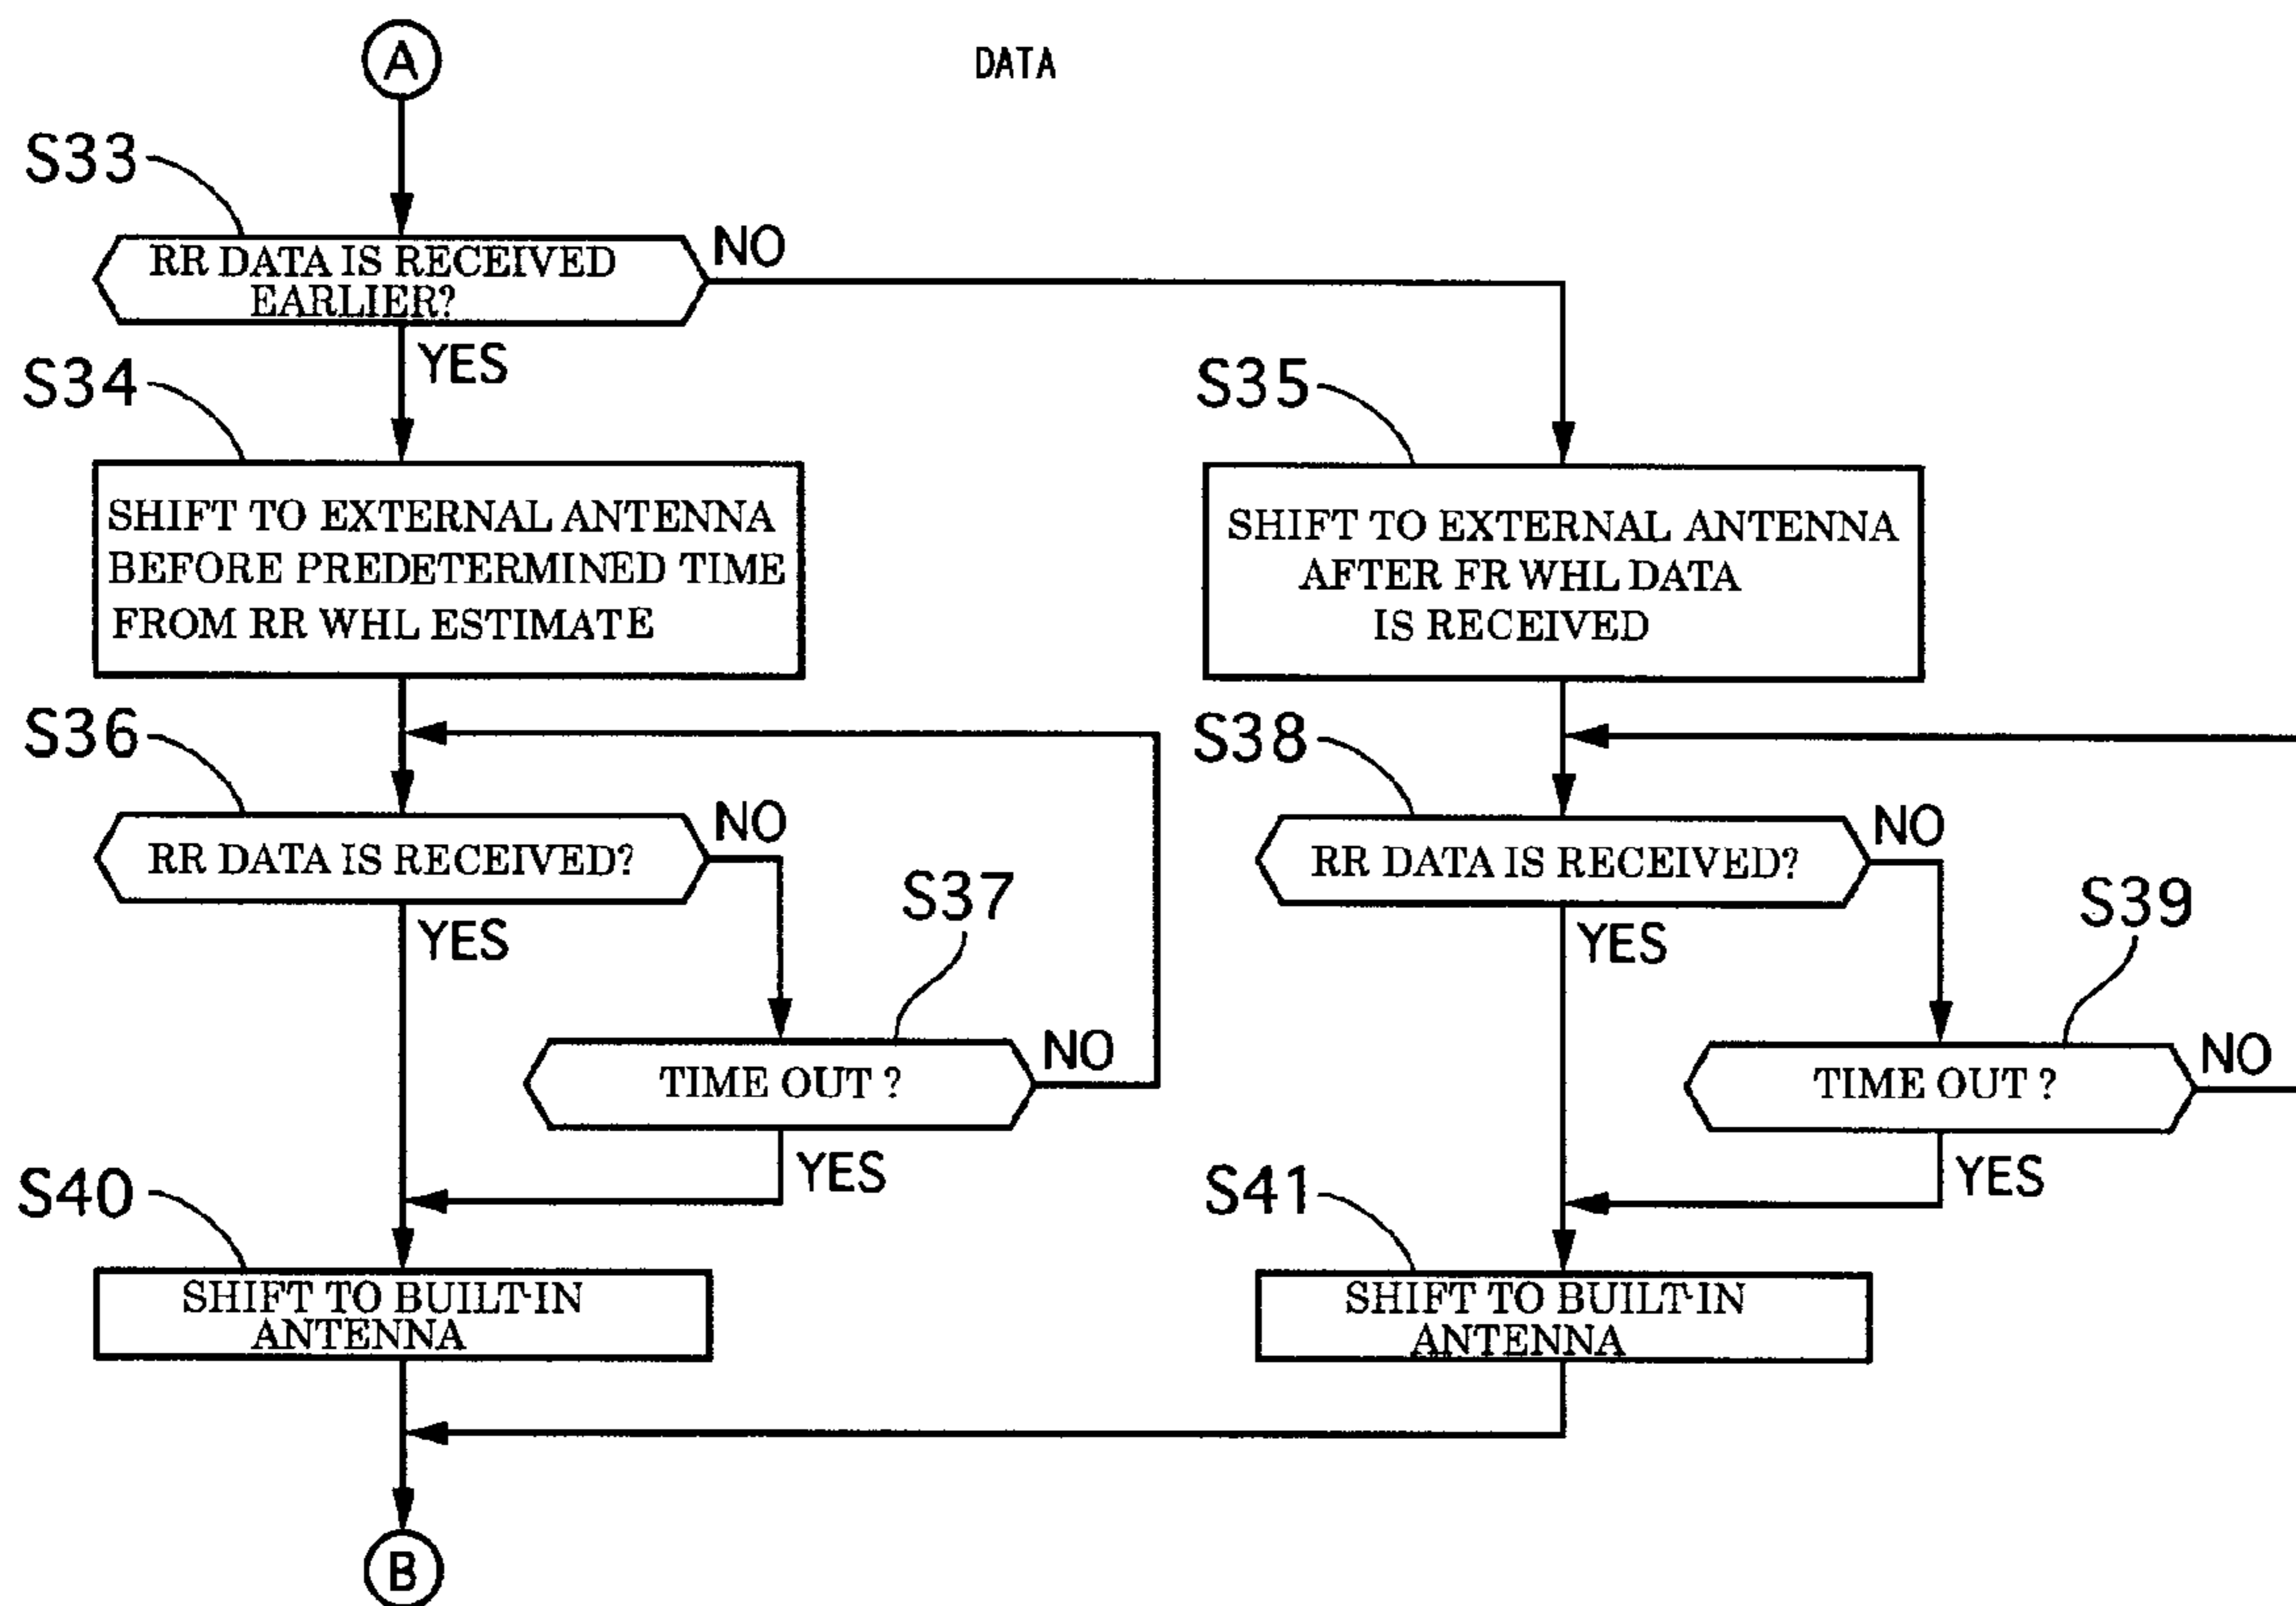 A
DATA
S33
RR DATA IS RECEIVED
EARLIER?
NO
YES
S34
SHIFT TO EXTERNAL ANTENNA
BEFORE PREDETERMINED TIME
FROM RR WHL ESTIMATE
S35
SHIFT TO EXTERNAL ANTENNA
AFTER FR WHL DATA
IS RECEIVED
S36
RR DATA IS RECEIVED?
NO
YES
S37
TIME OUT ?
NO
YES
S38
RR DATA IS RECEIVED?
NO
YES
S39
TIME OUT ?
NO
YES
S40
SHIFT TO BUILT-IN
ANTENNA
S41
SHIFT TO BUILT-IN
ANTENNA
B